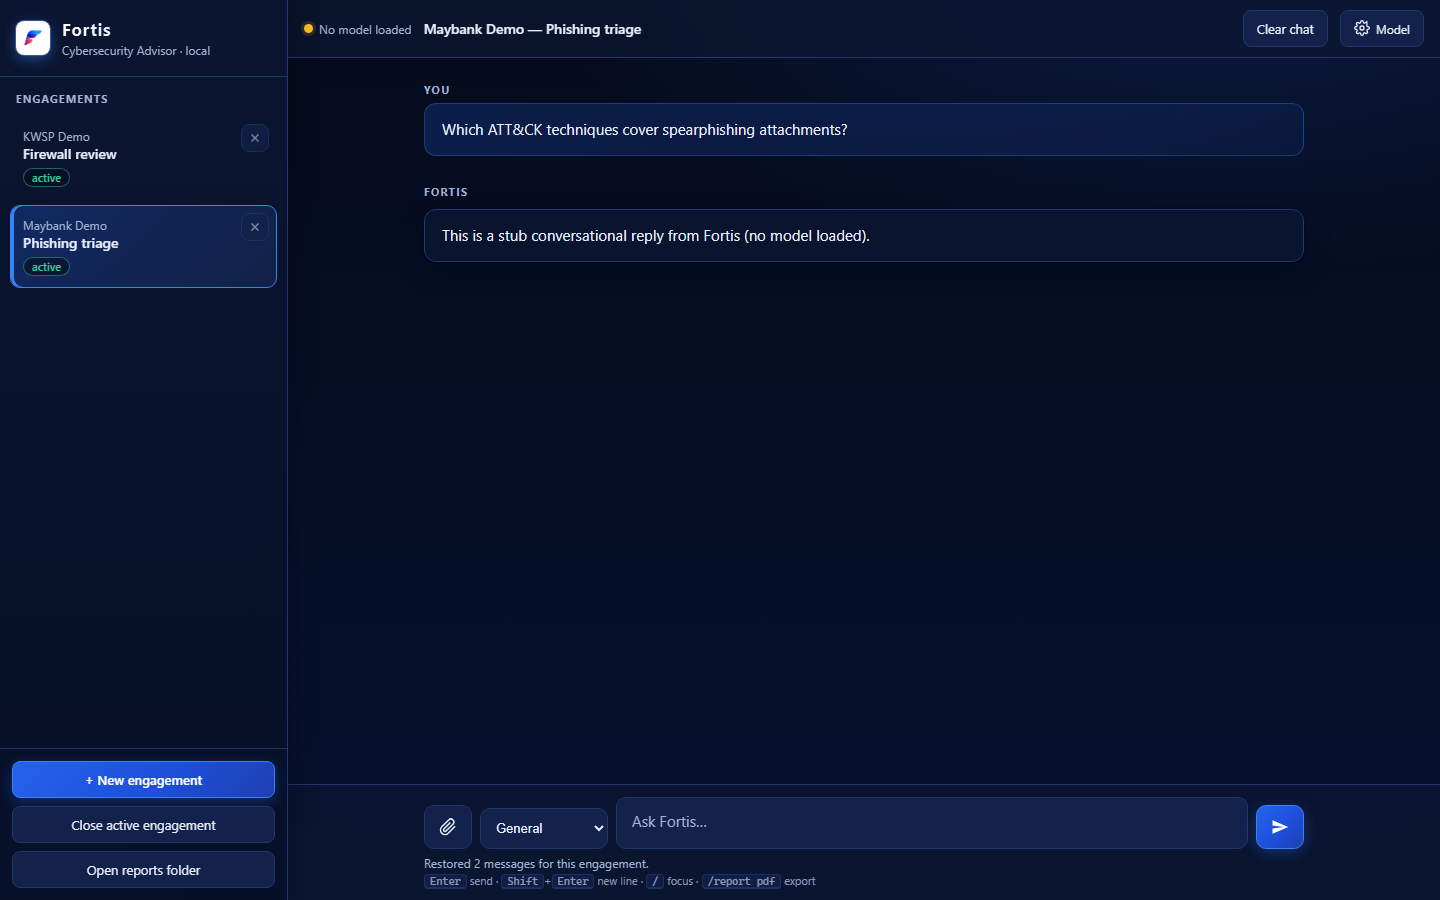 Fortis
Cybersecurity Advisor · local
ENGAGEMENTS
KWSP Demo
Firewall review
active
Maybank Demo
Phishing triage
active
+ New engagement
Close active engagement
Open reports folder
No model loaded
Maybank Demo — Phishing triage
Clear chat
Model
YOU
Which ATT&CK techniques cover spearphishing attachments?
FORTIS
This is a stub conversational reply from Fortis (no model loaded).
General
Ask Fortis...
Restored 2 messages for this engagement.
Enter send · Shift+Enter new line · / focus · /report pdf export